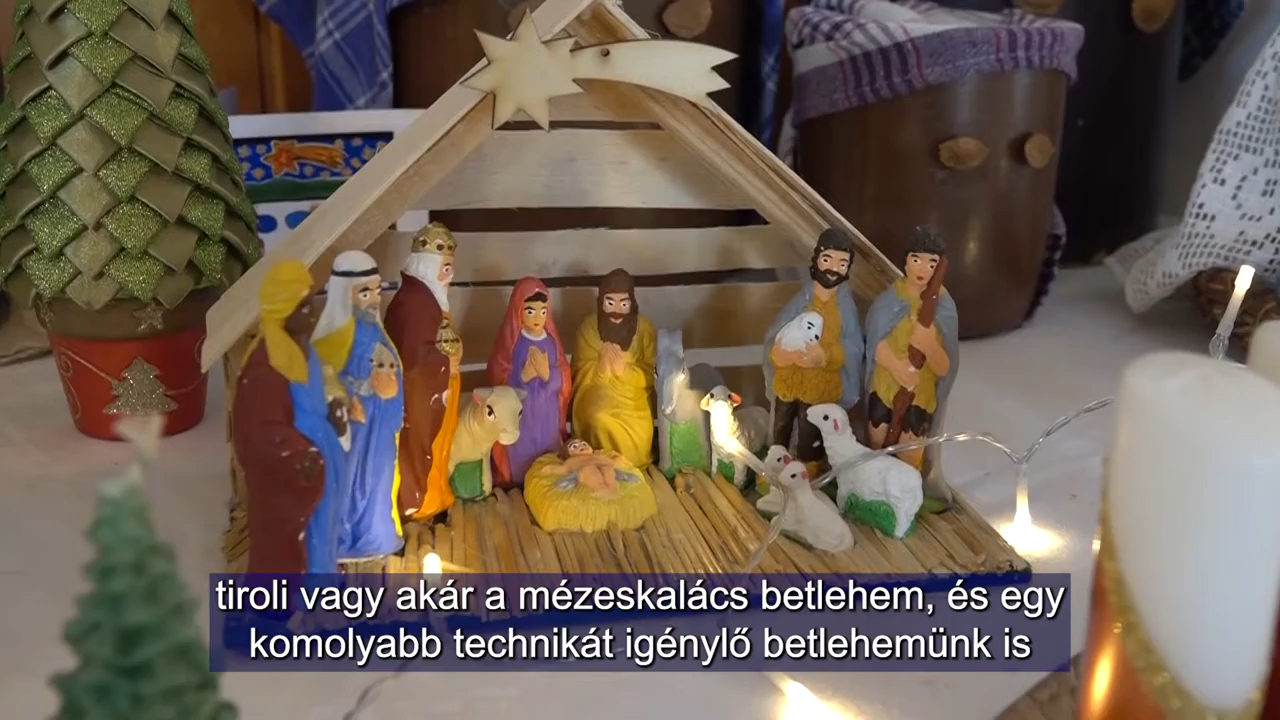 tiroli vagy akár a mézeskalács betlehem, és egy
komolyabb technikát igénylő betlehemünk is